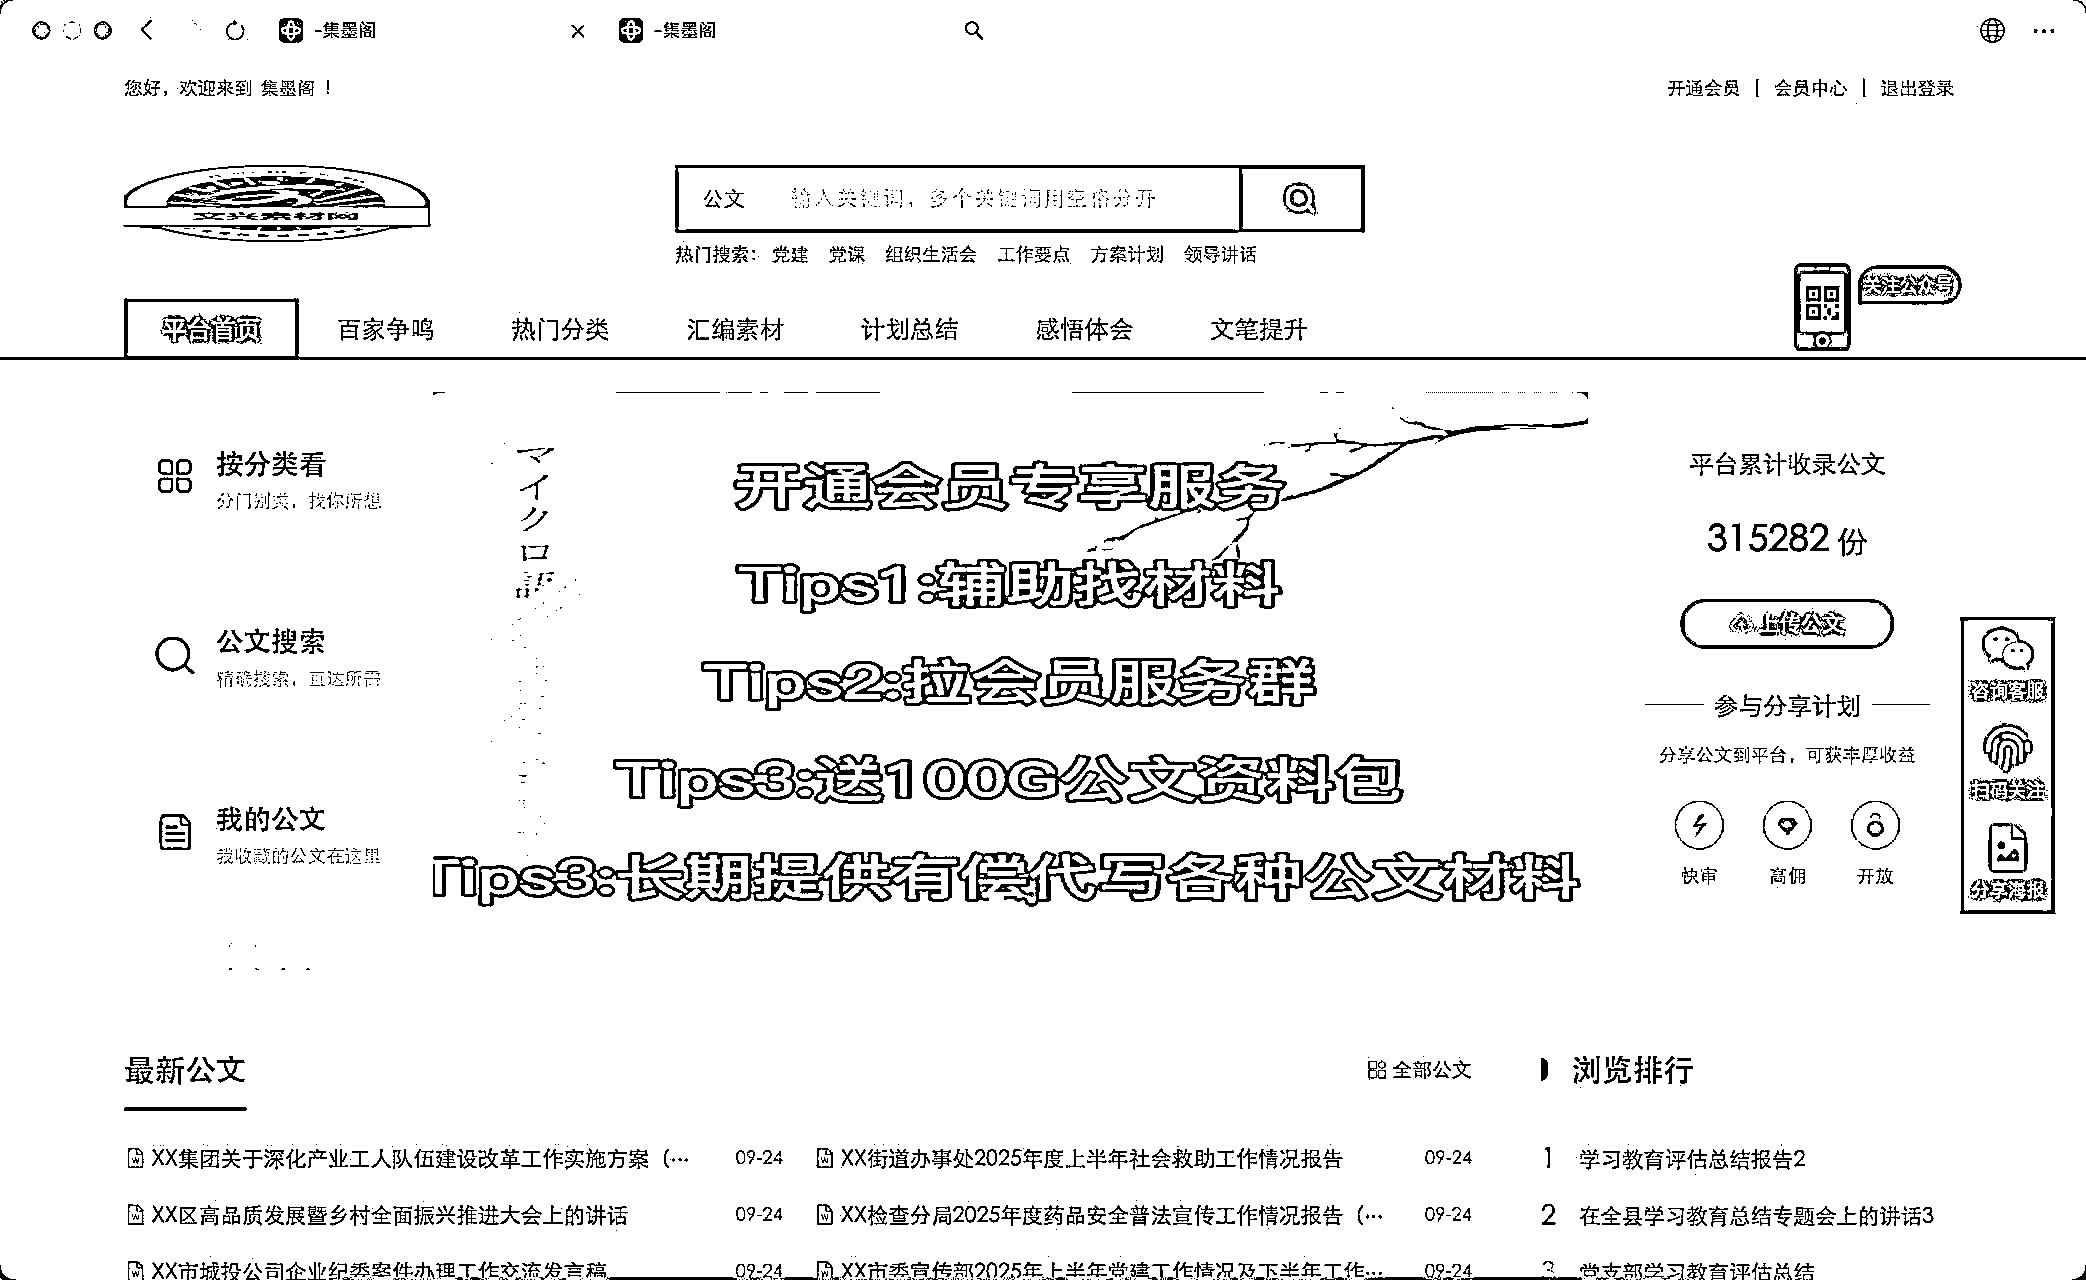 -集墨阁
-集墨阁
您好，欢迎来到 集墨阁 ！
开通会员 | 会员中心 | 退出登录
文兴素材网
公文 输入关键词，多个关键词用空格分开
热门搜索： 党建 党课 组织生活会 工作要点 方案计划 领导讲话
关注公众号
平台首页 百家争鸣 热门分类 汇编素材 计划总结 感悟体会 文笔提升
按分类看
分门别类，找你所想
公文搜索
精确搜索，直达所需
我的公文
我收藏的公文在这里
マイクロ
開通会员专享服务
Tips1:辅助找材料
Tips2:拉会员服务群
Tips3:送100G公文资料包
Tips3:长期提供有偿代写各种公文材料
平台累计收录公文
315282 份
上传公文
参与分享计划
分享公文到平台，可获丰厚收益
快审 高佣 开放
咨询客服
扫码关注
分享海报
最新公文
全部公文
浏览排行
XX集团关于深化产业工人队伍建设改革工作实施方案（… 09-24
XX街道办事处2025年度上半年社会救助工作情况报告 09-24
1 学习教育评估总结报告2
XX区高品质发展暨乡村全面振兴推进大会上的讲话 09-24
XX检查分局2025年度药品安全普法宣传工作情况报告（… 09-24
2 在全县学习教育总结专题会上的讲话3
XX市城投公司企业纪委案件办理工作交流发言稿 09-24
XX市委宣传部2025年上半年党建工作情况及下半年工作… 09-24
3 党支部学习教育评估总结